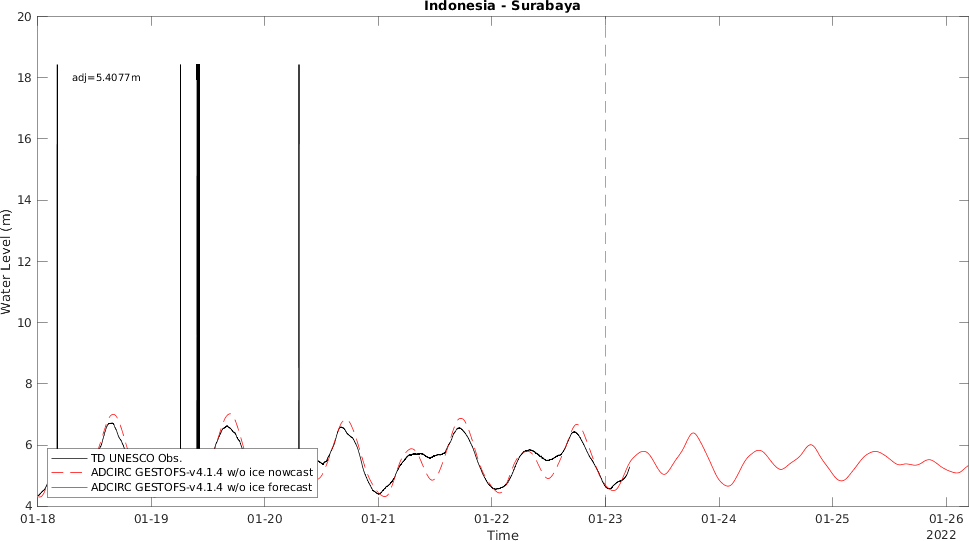 Indonesia - Surabaya
20
18
16
14
12
10
8
6
4
Water Level (m)
adj=5.4077m
TD UNESCO Obs.
ADCIRC GESTOFS-v4.1.4 w/o ice nowcast
ADCIRC GESTOFS-v4.1.4 w/o ice forecast
01-18 01-19 01-20 01-21 01-22 01-23 01-24 01-25 01-26
Time
2022